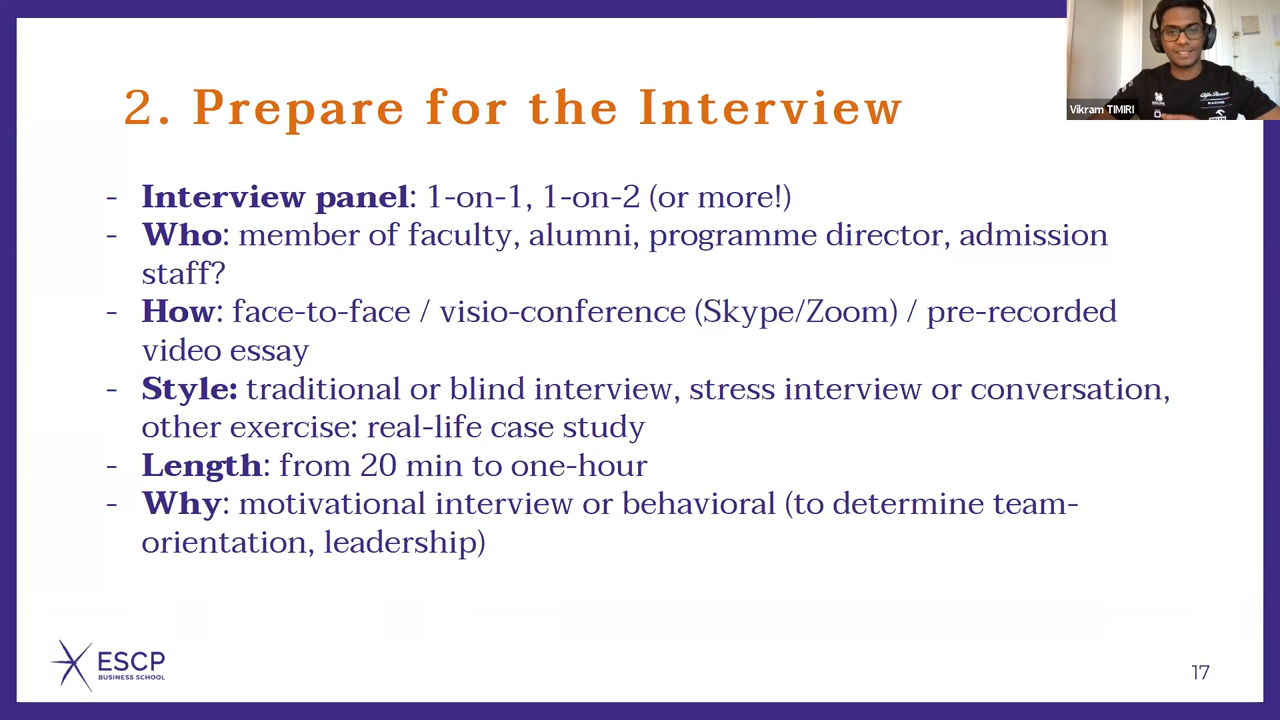 2. Prepare for the Interview
Vikram TIMIRI
- Interview panel: 1-on-1, 1-on-2 (or more!)
- Who: member of faculty, alumni, programme director, admission
staff?
- How: face-to-face / visio-conference (Skype/Zoom) / pre-recorded
video essay
- Style: traditional or blind interview, stress interview or conversation,
other exercise: real-life case study
- Length: from 20 min to one-hour
- Why: motivational interview or behavioral (to determine team-
orientation, leadership)
ESCP
BUSINESS SCHOOL
17